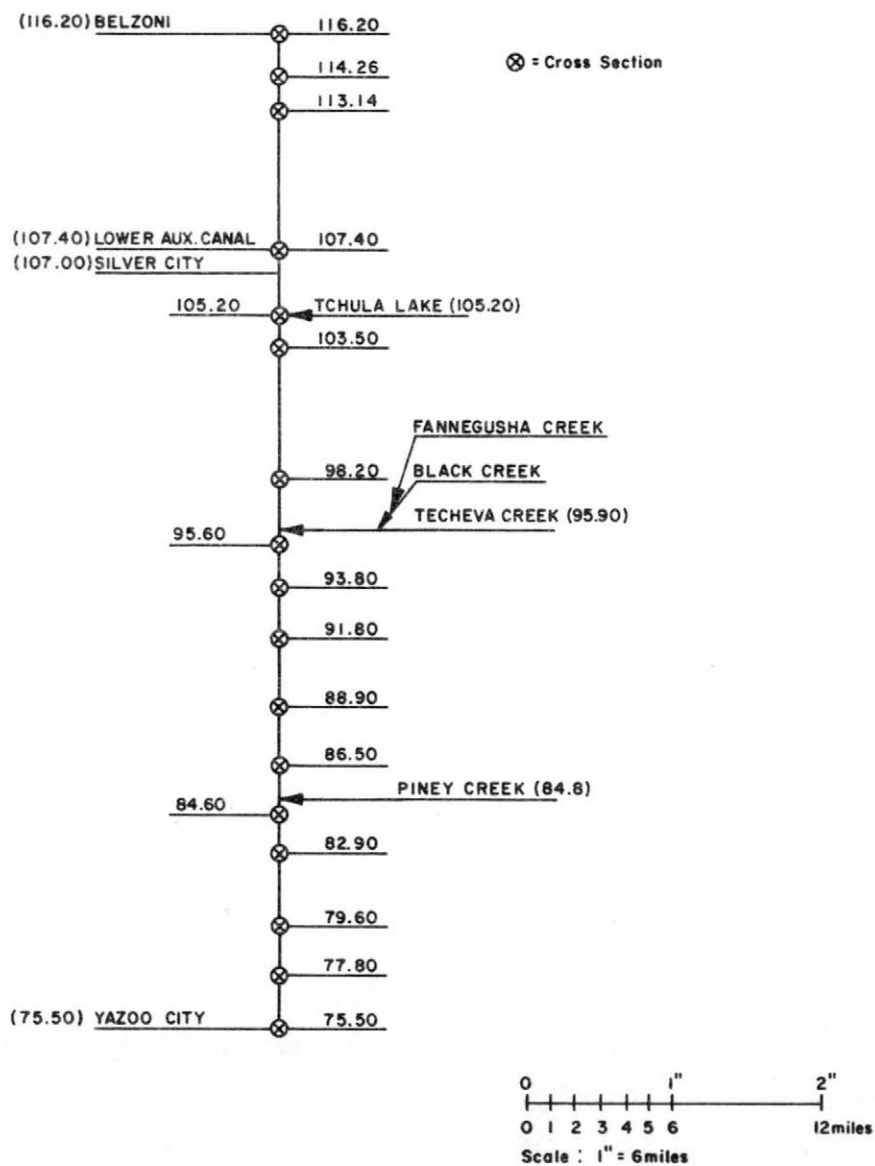 (116.20) BELZONI 116.20
114.26
⊗ = Cross Section
113.14
(107.40) LOWER AUX. CANAL 107.40
(107.00) SILVER CITY
105.20 TCHULA LAKE (105.20)
103.50
FANNEGUSHA CREEK
98.20 BLACK CREEK
TECHEVA CREEK (95.90)
95.60
93.80
91.80
88.90
86.50
PINEY CREEK (84.8)
84.60
82.90
79.60
77.80
(75.50) YAZOO CITY 75.50
0 1" 2"
0 1 2 3 4 5 6 12miles
Scale : 1" = 6miles